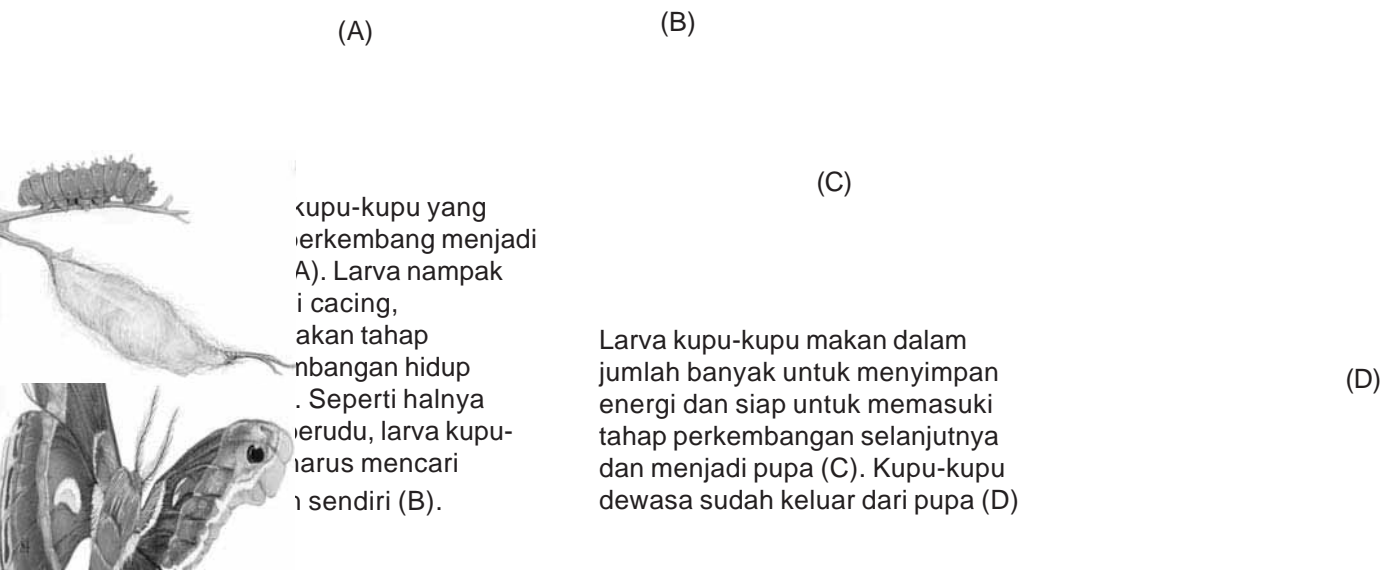 (A)
(B)
(C)
kupu-kupu yang
erkembang menjadi
A). Larva nampak
i cacing,
akan tahap
mbangan hidup
. Seperti halnya
erudu, larva kupu-
harus mencari
sendiri (B).
Larva kupu-kupu makan dalam
jumlah banyak untuk menyimpan
energi dan siap untuk memasuki
tahap perkembangan selanjutnya
dan menjadi pupa (C). Kupu-kupu
dewasa sudah keluar dari pupa (D)
(D)